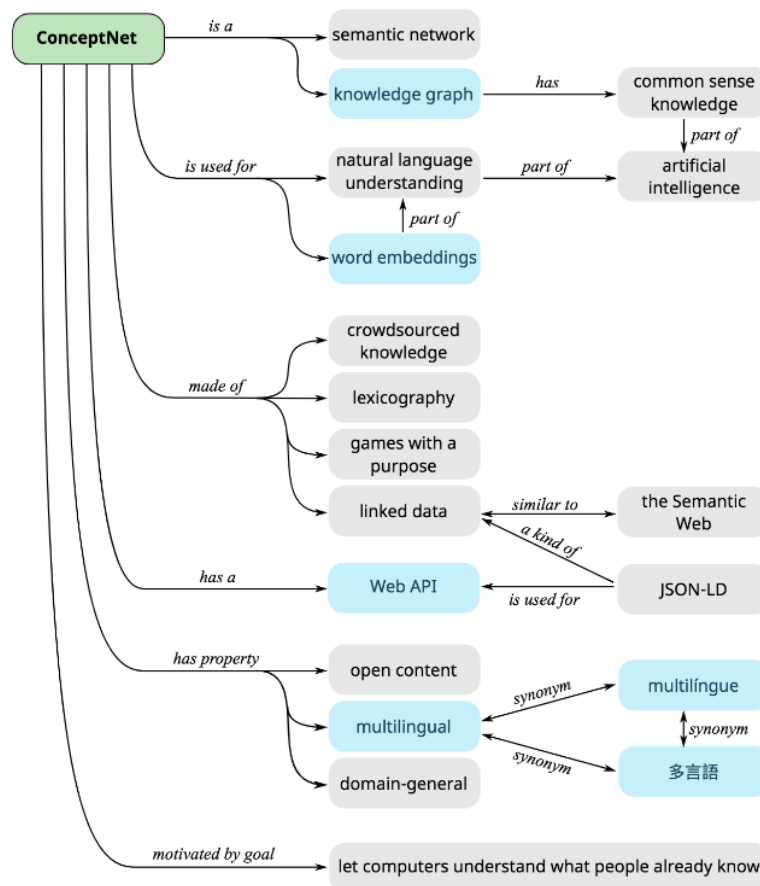 ConceptNet
is a
semantic network
knowledge graph
has
common sense
knowledge
part of
is used for
natural language
understanding
part of
artificial
intelligence
part of
word embeddings
crowdsourced
knowledge
made of
lexicography
games with a
purpose
linked data
similar to
the Semantic
Web
a kind of
has a
Web API
is used for
JSON-LD
has property
open content
synonym
multilíngue
multilingual
synonym
synonym
多言語
domain-general
motivated by goal
let computers understand what people already know